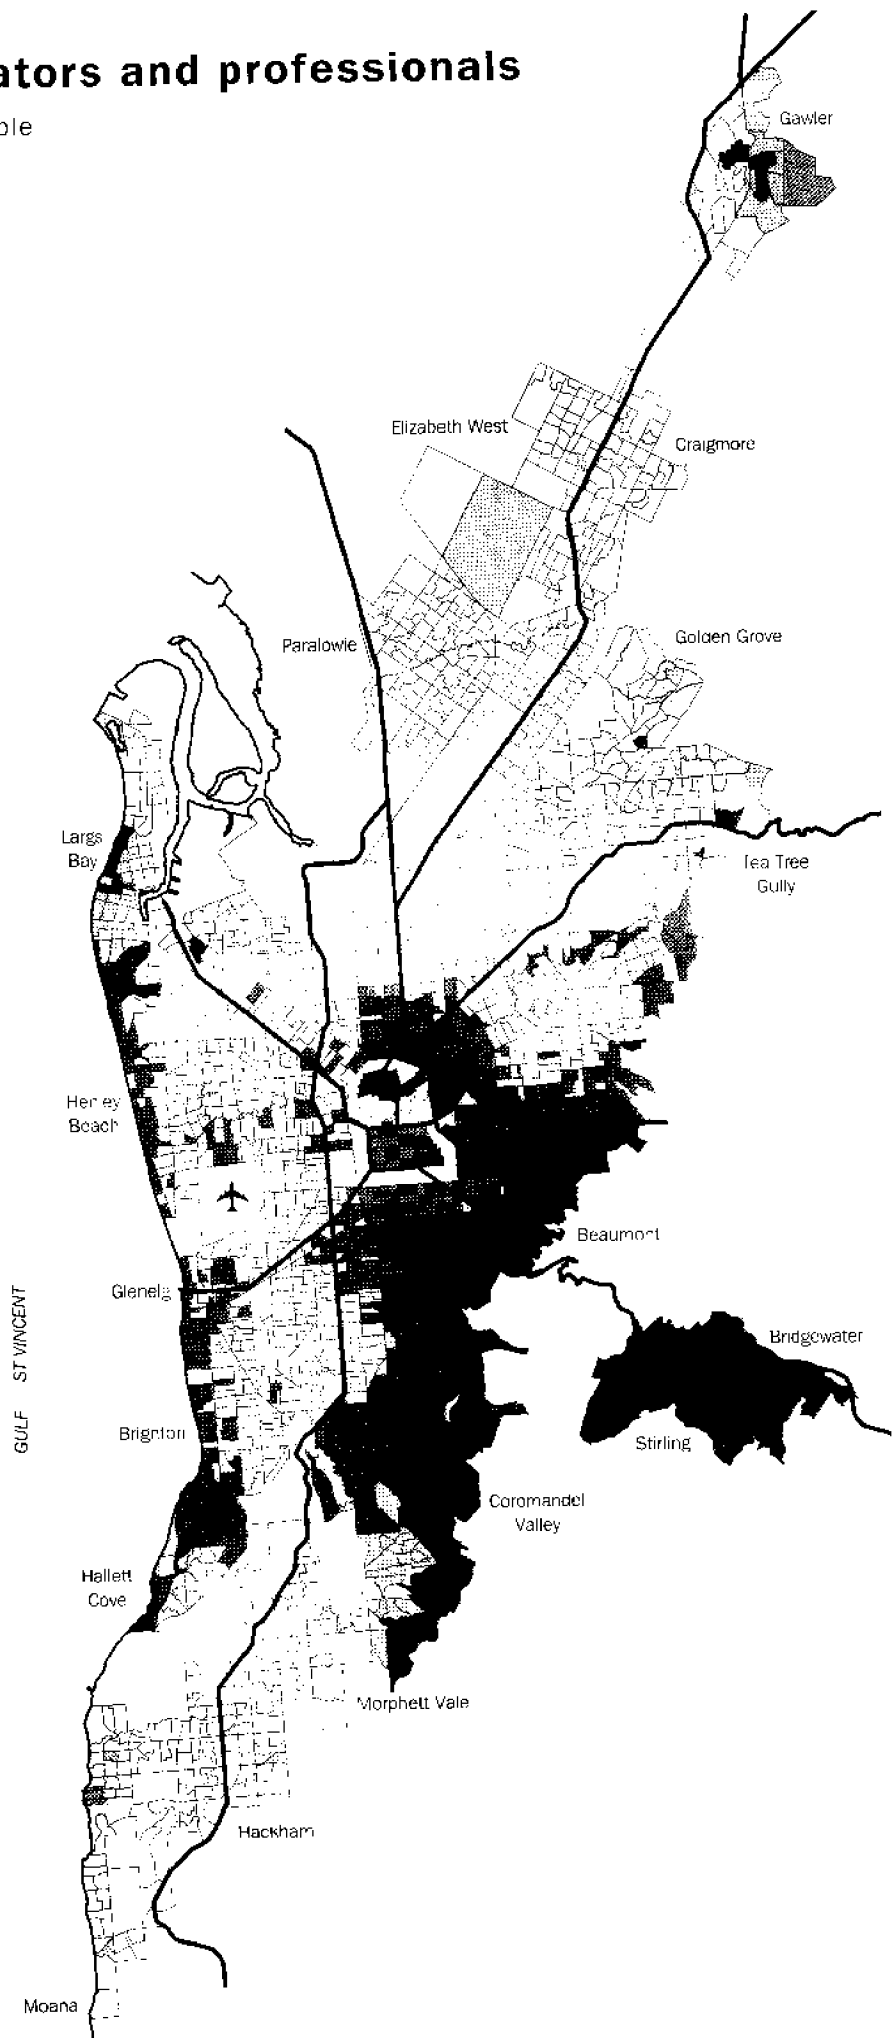 ators and professionals
ple
Gawler
Elizabeth West
Craigmore
Paralowie
Golden Grove
Largs
Bay
Tea Tree
Gully
Henley
Beach
Beaumont
Glenelg
GULF ST VINCENT
Bridgewater
Brighton
Stirling
Coromandel
Valley
Hallett
Cove
Morphett Vale
Hackham
Moana